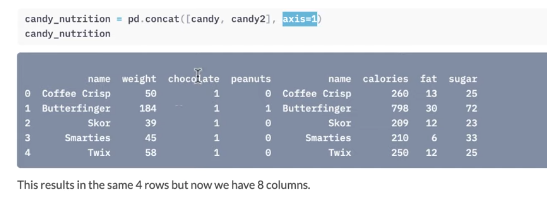 candy_nutrition = pd.concat([candy, candy2], axis=1)
candy_nutrition
name weight chocolate peanuts name calories fat sugar
0 Coffee Crisp 50 1 0 Coffee Crisp 260 13 25
1 Butterfinger 184 1 1 Butterfinger 798 30 72
2 Skor 39 1 0 Skor 209 12 23
3 Smarties 45 1 0 Smarties 210 6 33
4 Twix 58 1 0 Twix 250 12 25
This results in the same 4 rows but now we have 8 columns.